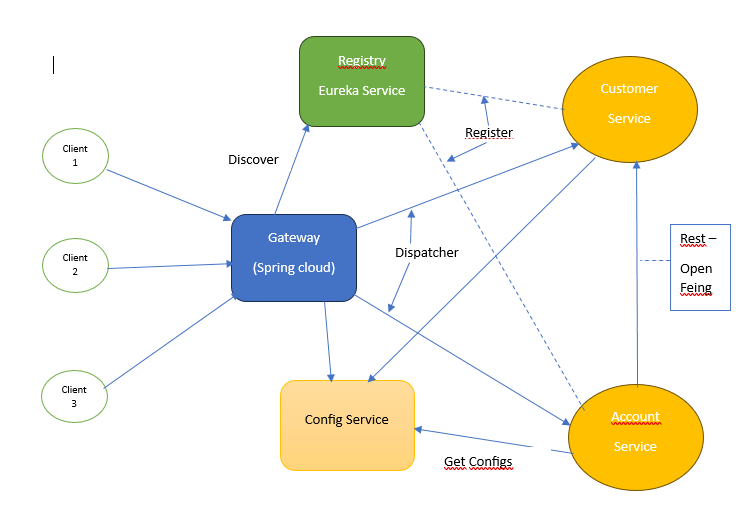 Registry
Eureka Service
Customer
Service
Register
Client
1
Discover
Gateway
(Spring cloud)
Client
2
Dispatcher
Rest –
Open
Feing
Client
3
Config Service
Account
Service
Get Configs